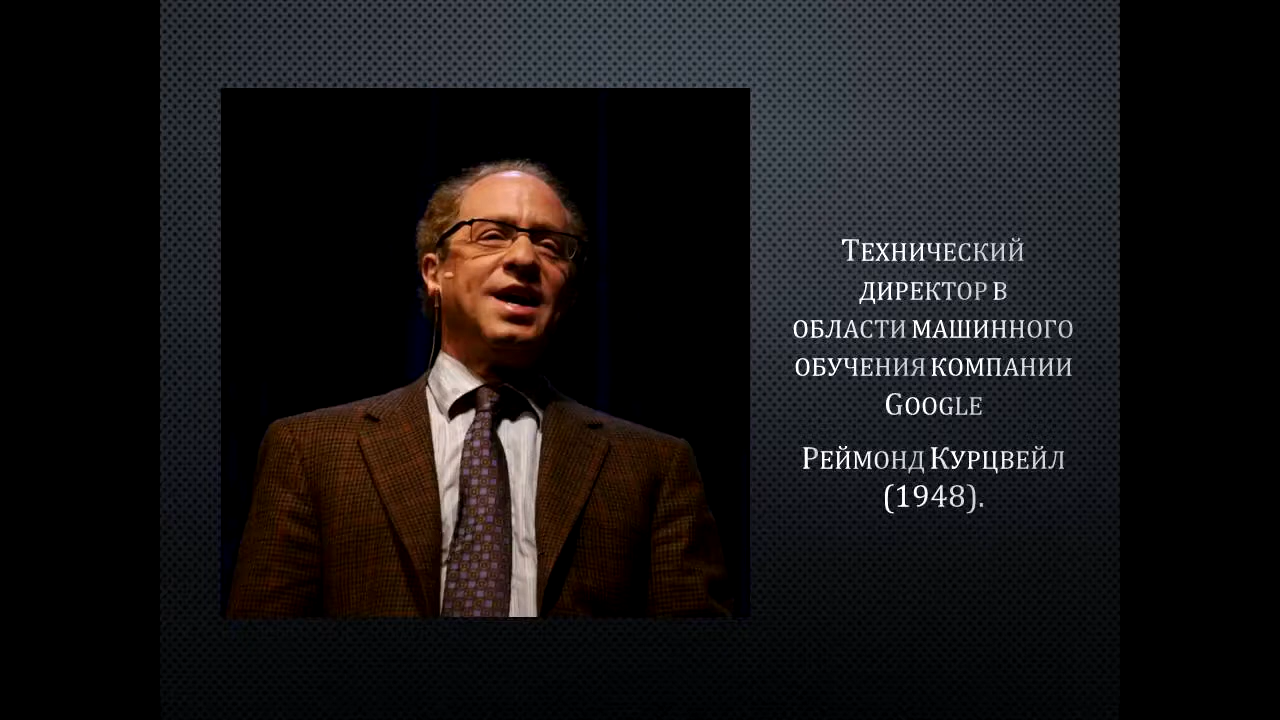 Технический
директор в
области машинного
обучения компании
Google
Реймонд Курцвейл
(1948).